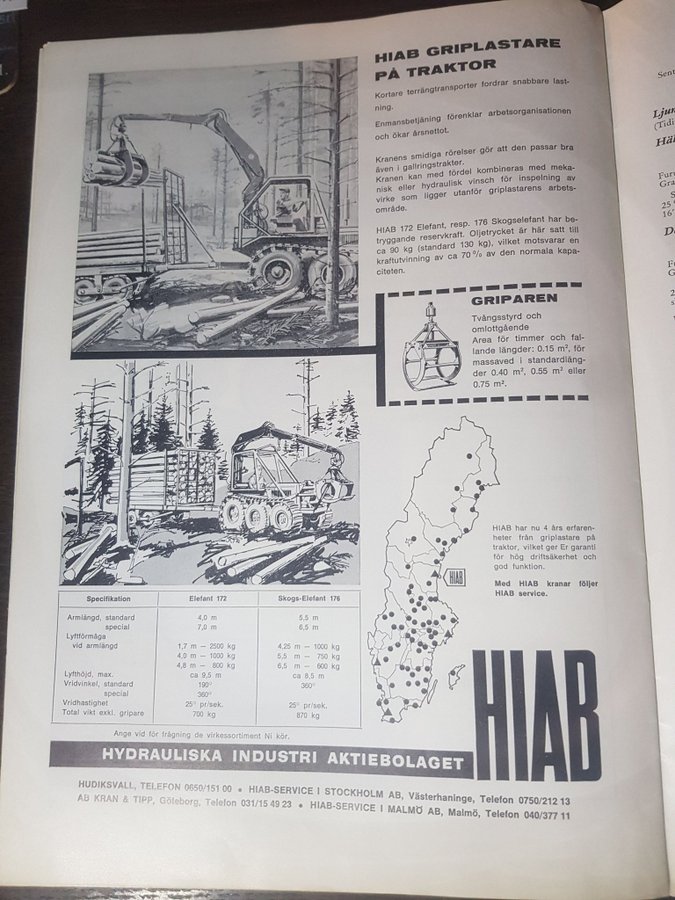 HIAB GRIPLASTARE
PÅ TRAKTOR
Kortare terrängtransporter fordrar snabbare last-
ning.
Enmansbetjäning förenklar arbetsorganisationen
och ökar årsnettot.
Kranens smidiga rörelser gör att den passar bra
även i gallringstrakter.
Kranen kan med fördel kombineras med meka-
nisk eller hydraulisk vinsch för inspelning av
virke som ligger utanför griplastarens arbets-
område.
HIAB 172 Elefant, resp. 176 Skogselefant har be-
tryggande reservkraft. Oljetrycket är här satt till
ca 90 kg (standard 130 kg), vilket motsvarar en
kraftutvinning av ca 70 % av den normala kapa-
citeten.
GRIPAREN
Tvångsstyrd och
omlottgående
Area för timmer och fal-
lande längder: 0.15 m², för
massaved i standardlän-
gder 0.40 m², 0.55 m² eller
0.75 m².
HIAB har nu 4 års erfaren-
heter från griplastare på
traktor, vilket ger Er garanti
för hög driftsäkerhet och
god funktion.
HIAB
Med HIAB kranar följer
HIAB service.
Specifikation Elefant 172 Skogs-Elefant 176
Armlängd, standard 4,0 m 5,5 m
special 7,0 m 6,5 m
Lyftförmåga
vid armlängd 1,7 m — 2500 kg 4,25 m — 1000 kg
4,0 m — 1000 kg 5,5 m — 750 kg
4,8 m — 800 kg 6,5 m — 600 kg
Lyfthöjd, max. ca 9,5 m ca 8,5 m
Vridvinkel, standard 190° 360°
special 360°
Vridhastighet 25° pr/sek. 25° pr/sek.
Total vikt exkl. gripare 700 kg 870 kg
Ange vid förfrågning de virkessortiment Ni kör.
HIAB
HYDRAULISKA INDUSTRI AKTIEBOLAGET
HUDIKSVALL, TELEFON 0650/151 00 • HIAB-SERVICE I STOCKHOLM AB, Västerhaninge, Telefon 0750/212 13
AB KRAN & TIPP, Göteborg, Telefon 031/15 49 23 • HIAB-SERVICE I MALMÖ AB, Malmö, Telefon 040/377 11